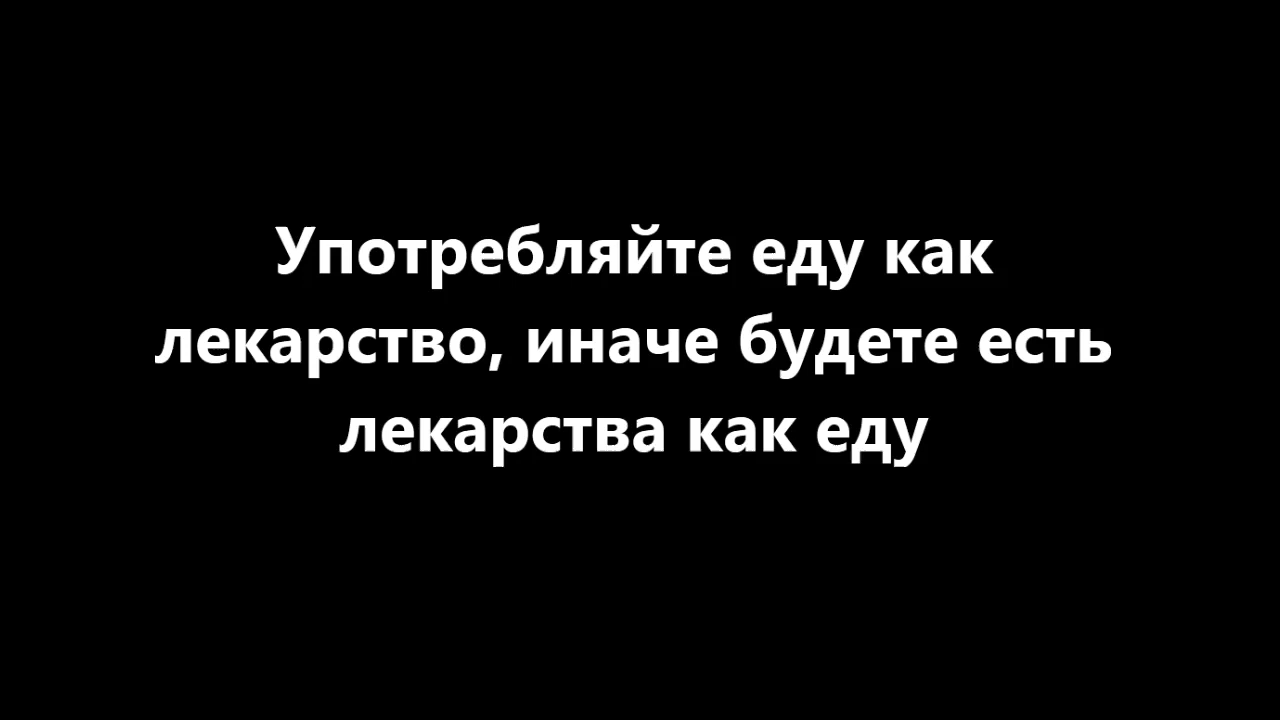 Употребляйте еду как
лекарство, иначе будете есть
лекарства как еду